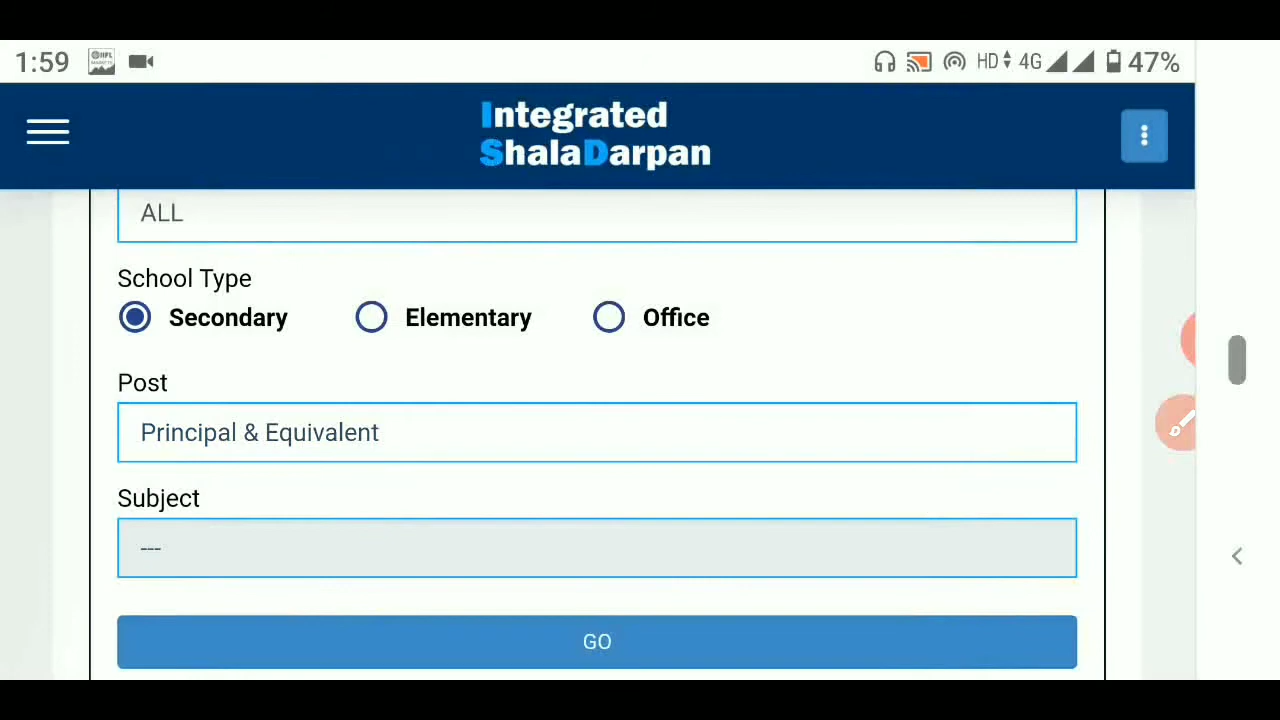 1:59
HD 4G 47%
Integrated
ShalaDarpan
ALL
School Type
Secondary Elementary Office
Post
Principal & Equivalent
Subject
---
GO